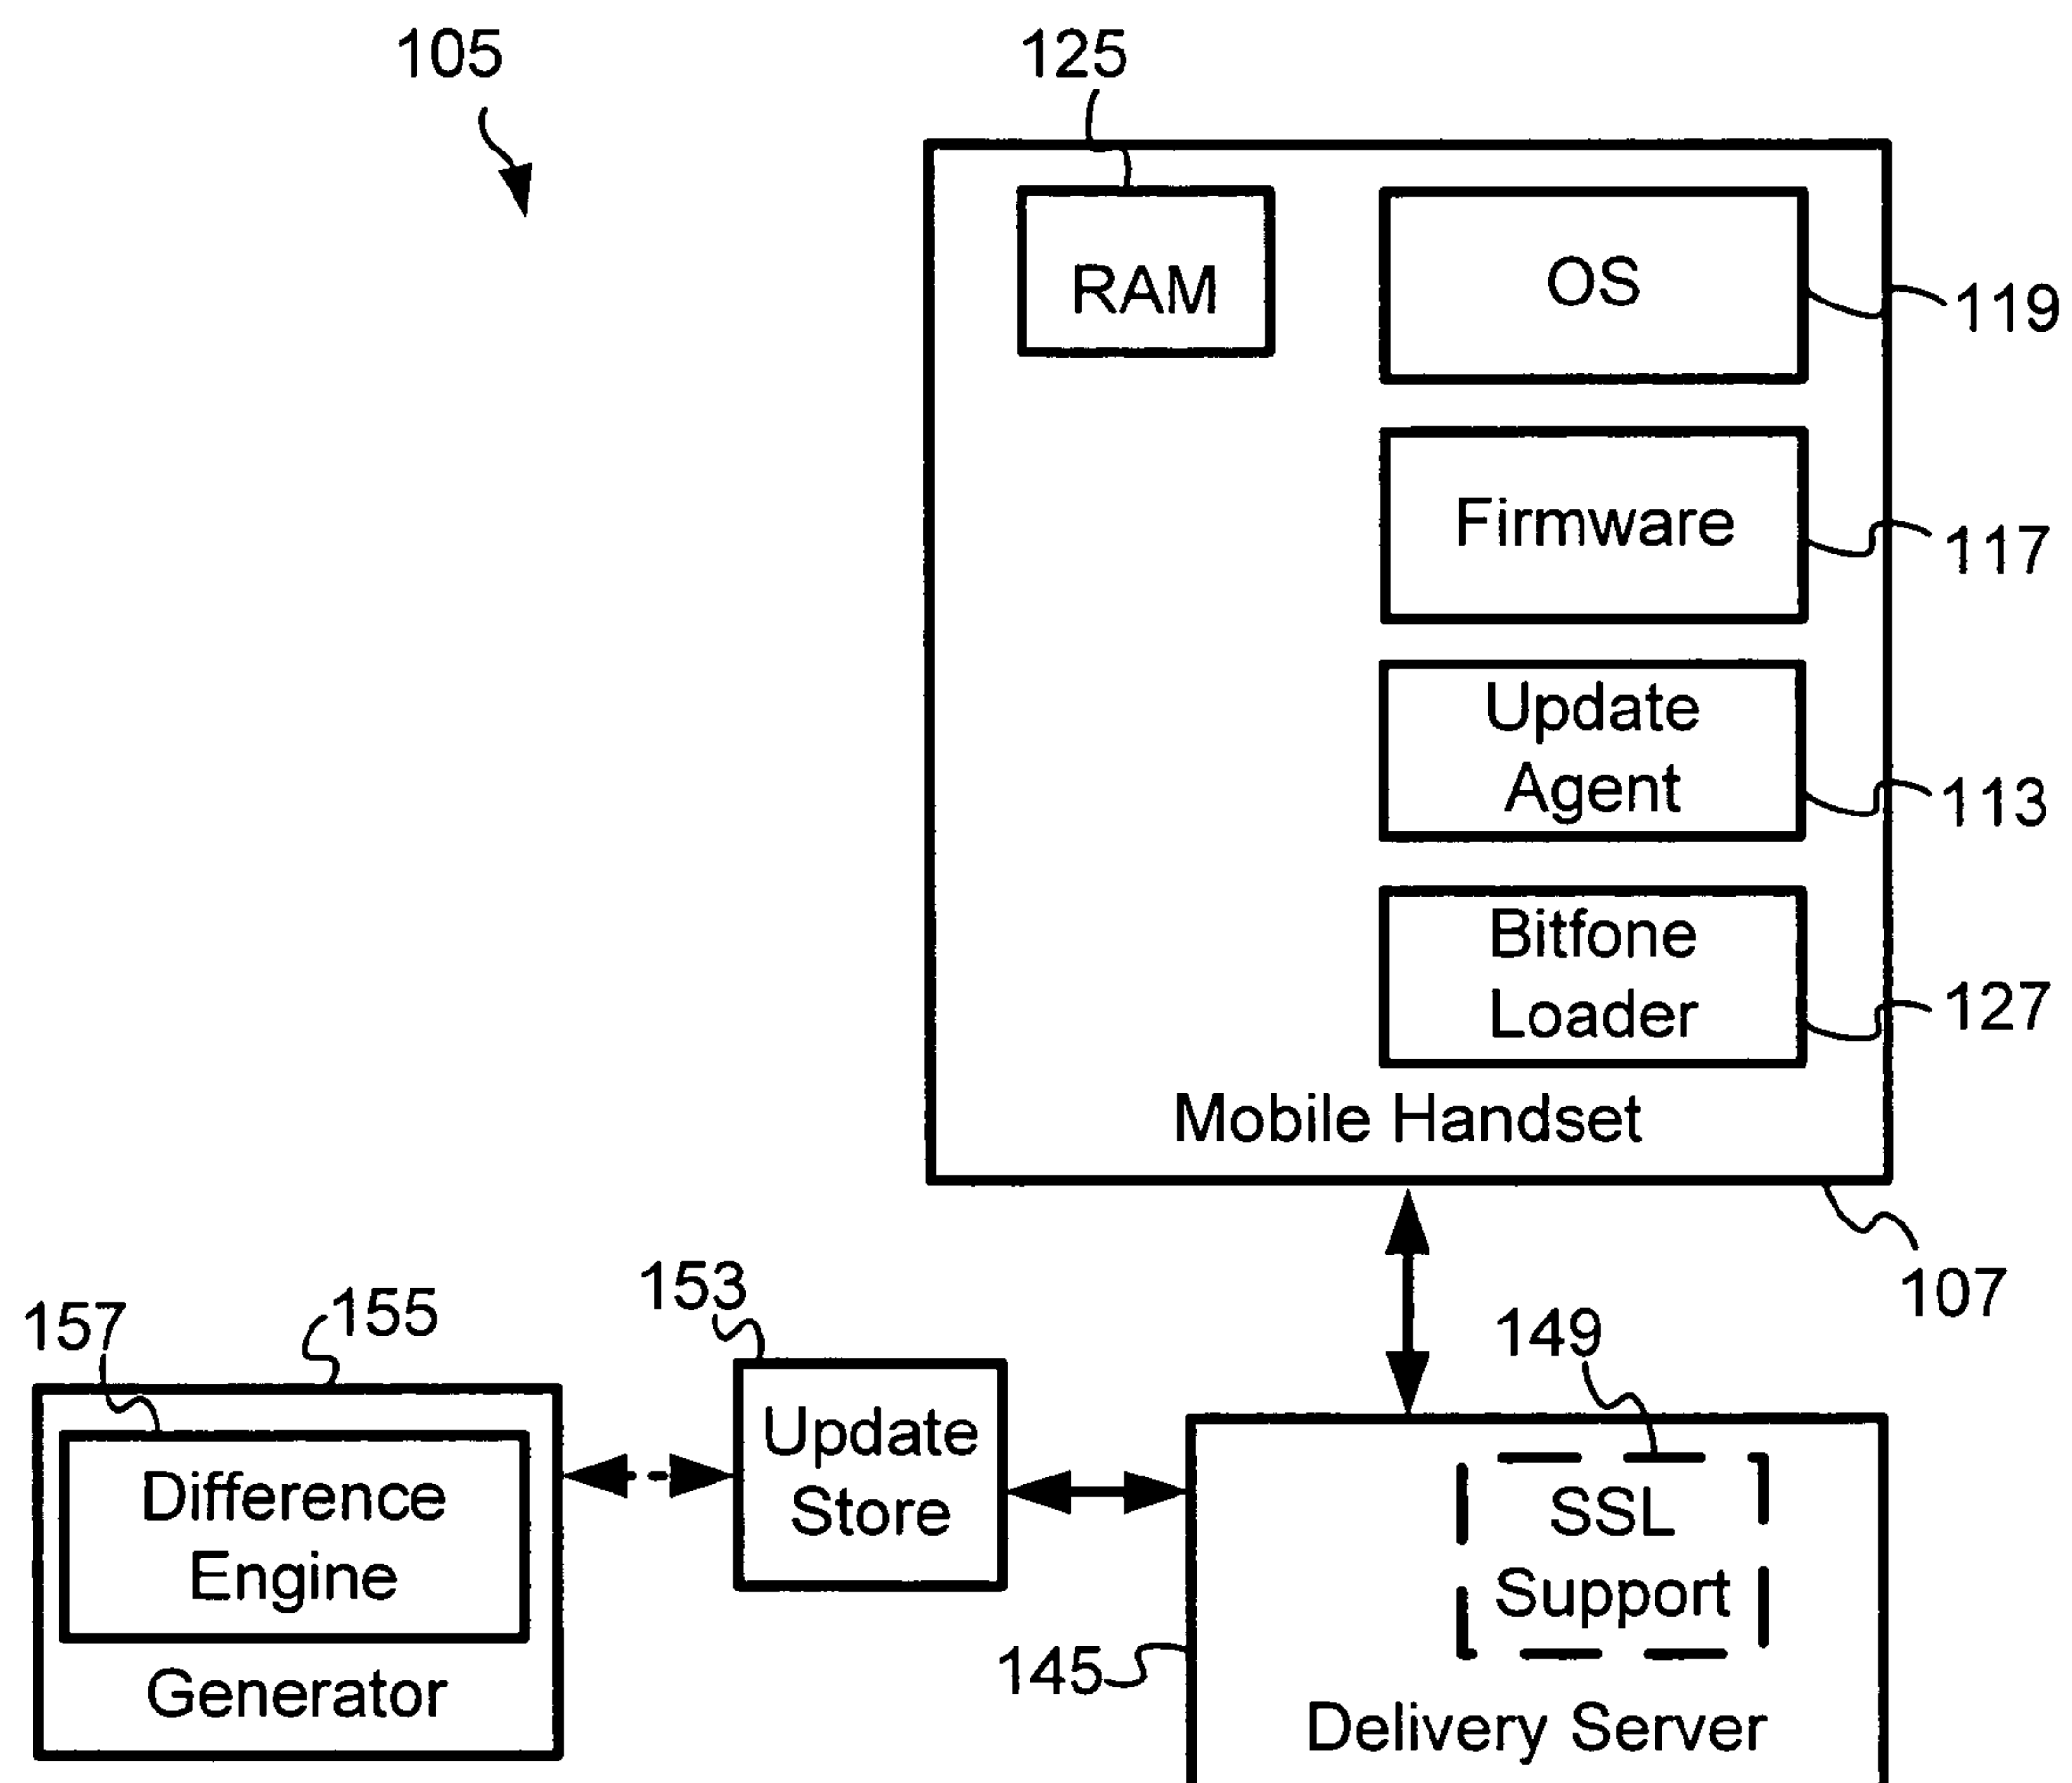 105
125
RAM
OS
119
Firmware
117
Update
Agent
113
Bitfone
Loader
127
Mobile Handset
107
157
155
153
149
Difference
Engine
Generator
Update
Store
SSL
Support
145
Delivery Server